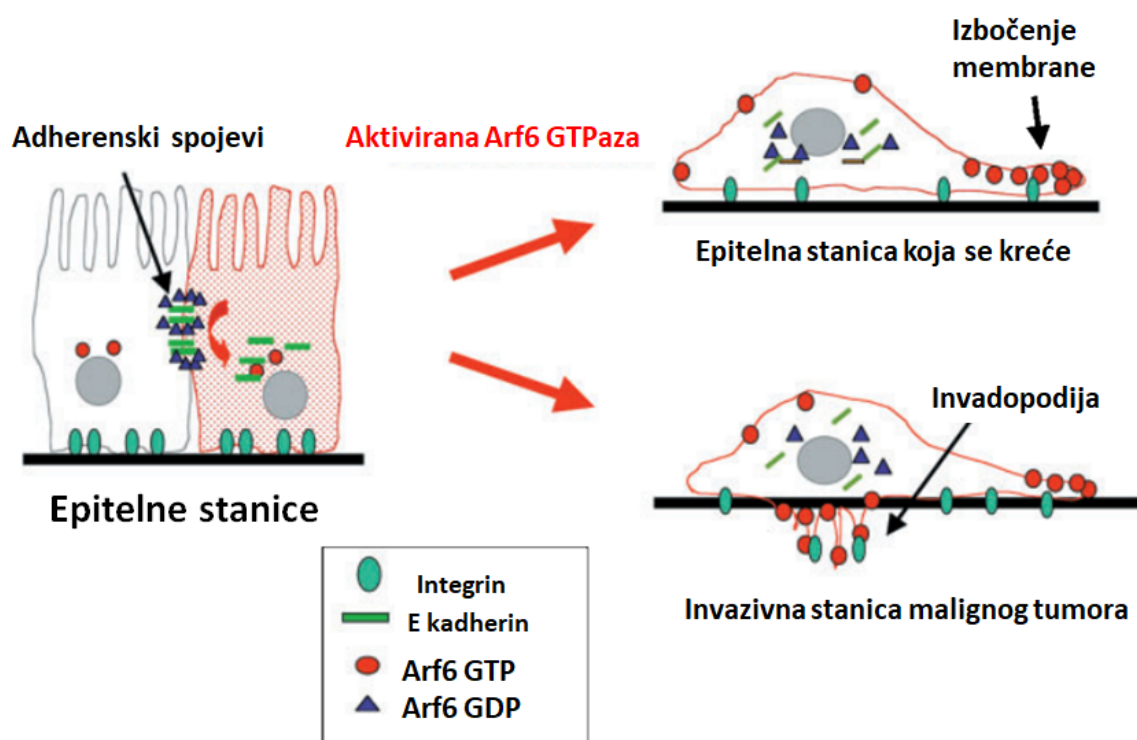 Izbočenje
membrane
Adherenski spojevi
Aktivirana Arf6 GTPaza
Epitelna stanica koja se kreće
Invadopodija
Epitelne stanice
Invazivna stanica malignog tumora
Integrin
E kadherin
Arf6 GTP
Arf6 GDP